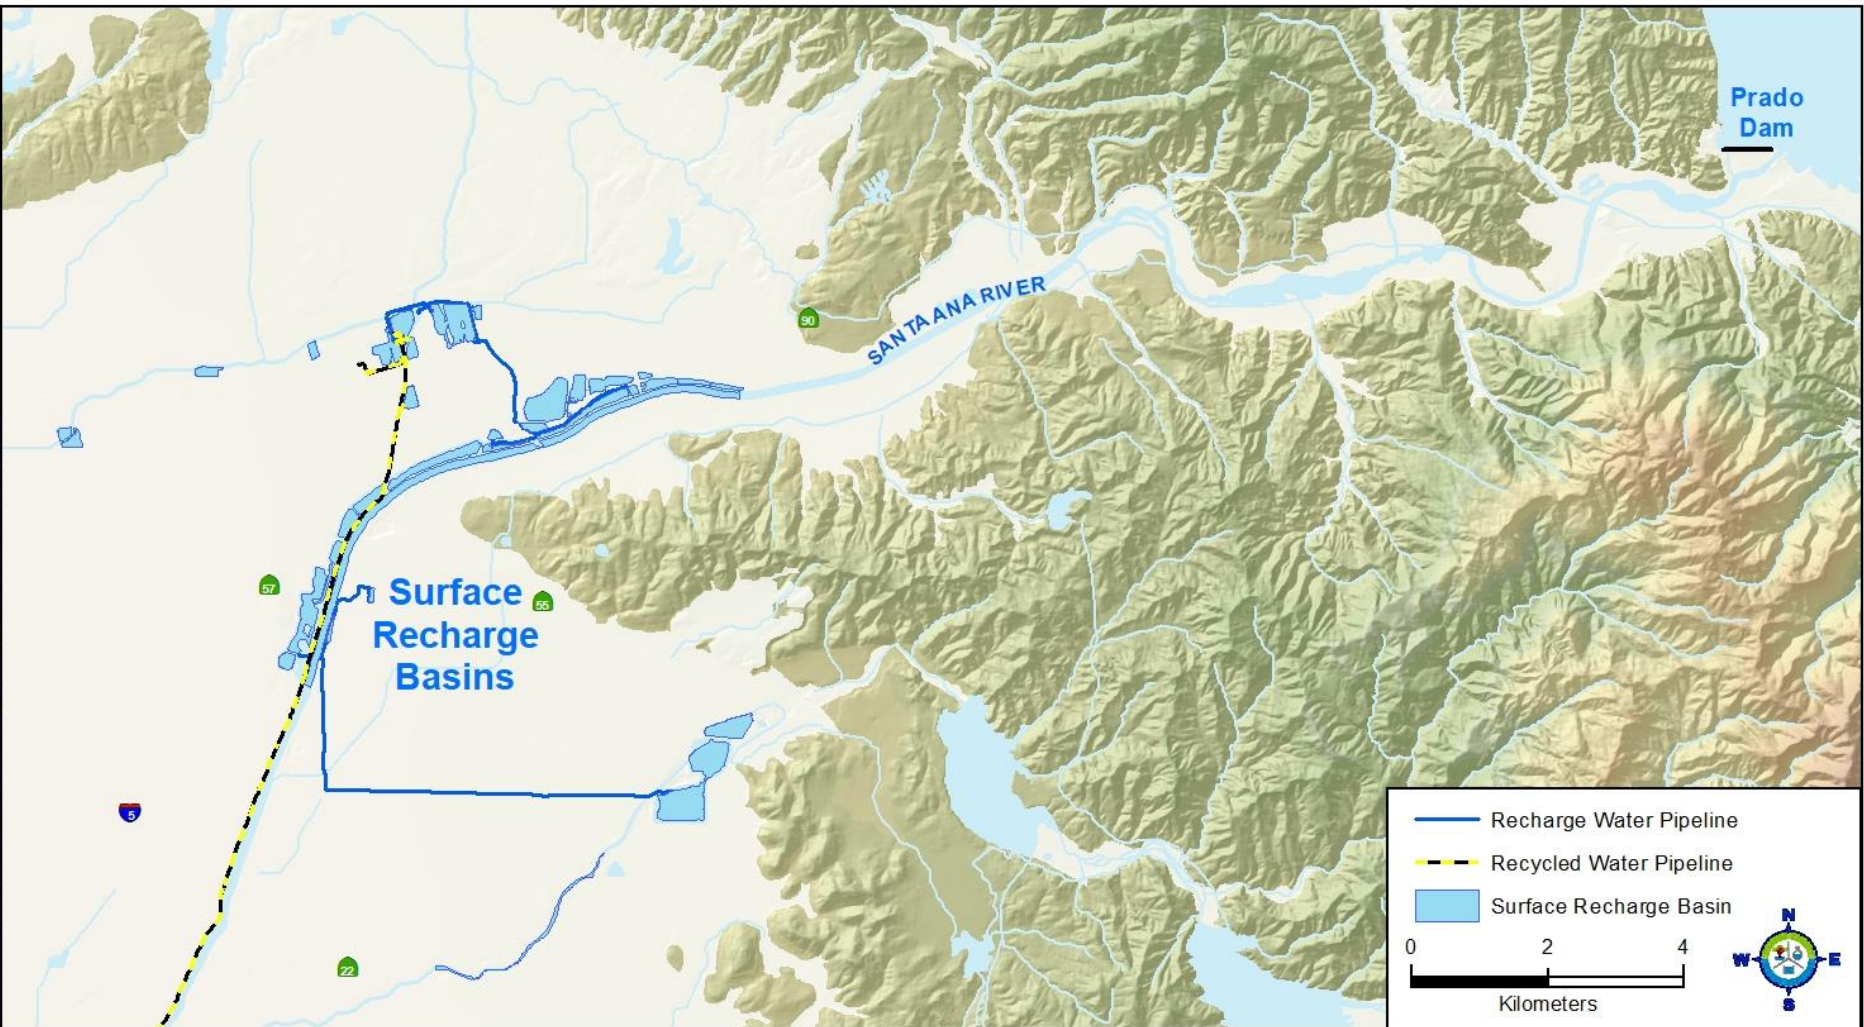 Prado
Dam
SANTA ANA RIVER
90
57
55
Surface
Recharge
Basins
5
22
Recharge Water Pipeline
Recycled Water Pipeline
Surface Recharge Basin
0 2 4
Kilometers
N
W E
S